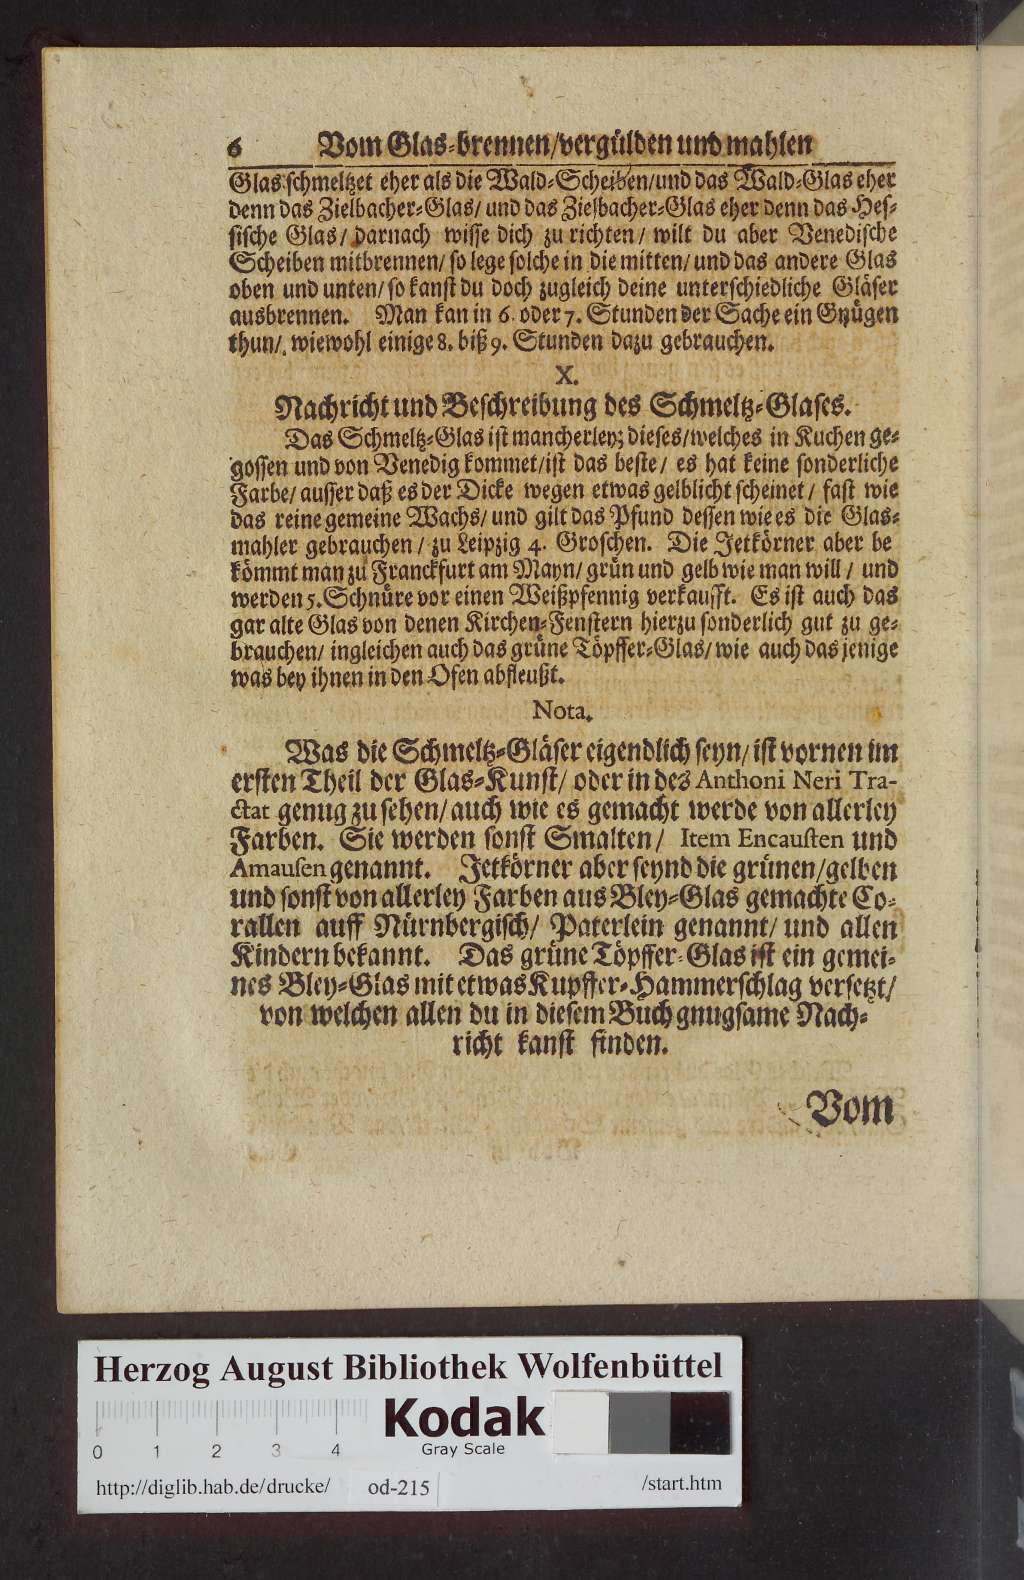 6 Vom Glas-brennen/vergülden und mahlen
Glas schmeltzet eher als die Wald-Scheiben/und das Wald-Glas eher
denn das Zielbacher-Glas/ und das Zielbacher-Glas eher denn das Hes-
sische Glas/ darnach wisse dich zu richten/ wilt du aber Venedische
Scheiben mitbrennen/ so lege solche in die mitten/ und das andere Glas
oben und unten/ so kanst du doch zugleich deine unterschiedliche Gläser
ausbrennen. Man kan in 6. oder 7. Stunden der Sache ein Gnügen
thun/ wiewohl einige 8. biß 9. Stunden dazu gebrauchen.
X.
Nachricht und Beschreibung des Schmeltz-Glases.
Das Schmeltz-Glas ist mancherley; dieses/welches in Kuchen ge-
gossen und von Venedig kommet/ist das beste/ es hat keine sonderliche
Farbe/ ausser daß es der Dicke wegen etwas gelblicht scheinet/ fast wie
das reine gemeine Wachs/ und gilt das Pfund dessen wie es die Glas-
mahler gebrauchen/ zu Leipzig 4. Groschen. Die Jetkörner aber be
kömmt man zu Franckfurt am Mayn/ grün und gelb wie man will/ und
werden 5. Schnüre vor einen Weißpfennig verkaufft. Es ist auch das
gar alte Glas von denen Kirchen-Fenstern hierzu sonderlich gut zu ge-
brauchen/ ingleichen auch das grüne Töpffer-Glas/ wie auch das jenige
was bey ihnen in den Ofen abfleußt.
Nota.
Was die Schmeltz-Gläser eigendlich seyn/ ist vornen im
ersten Theil der Glas-Kunst/ oder in des Anthoni Neri Tra-
ctat genug zu sehen/ auch wie es gemacht werde von allerley
Farben. Sie werden sonst Smalten/ Item Encausten und
Amausen genannt. Jetkörner aber seynd die grünen/gelben
und sonst von allerley Farben aus Bley-Glas gemachte Co-
rallen auff Nürnbergisch/ Paterlein genannt/ und allen
Kindern bekannt. Das grüne Töpffer-Glas ist ein gemei-
nes Bley-Glas mit etwas Kupffer-Hammerschlag versetzt/
von welchen allen du in diesem Buch gnugsame Nach-
richt kanst finden.
Vom
Herzog August Bibliothek Wolfenbüttel
Kodak
0 1 2 3 4 Gray Scale
http://diglib.hab.de/drucke/ od-215 /start.htm